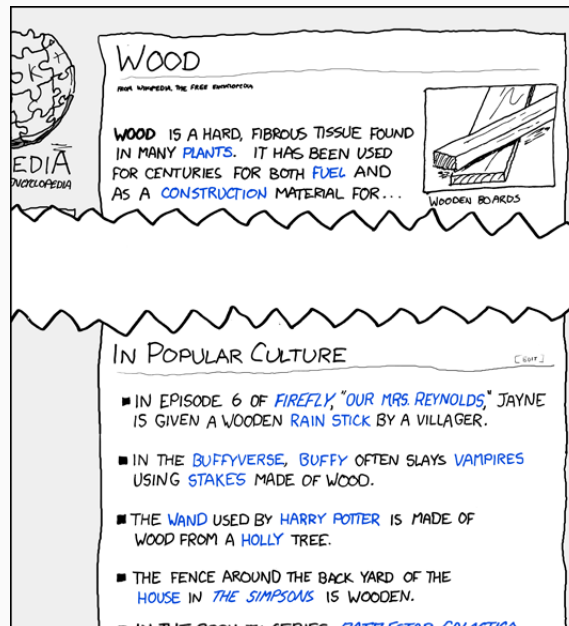 WOOD
FROM WIKIPEDIA, THE FREE ENCYCLOPEDIA
EDIA
ENCYCLOPEDIA
WOOD IS A HARD, FIBROUS TISSUE FOUND
IN MANY PLANTS. IT HAS BEEN USED
FOR CENTURIES FOR BOTH FUEL AND
AS A CONSTRUCTION MATERIAL FOR...
WOODEN BOARDS
IN POPULAR CULTURE
[EDIT]
IN EPISODE 6 OF FIREFLY, "OUR MRS. REYNOLDS," JAYNE
IS GIVEN A WOODEN RAIN STICK BY A VILLAGER.
IN THE BUFFYVERSE, BUFFY OFTEN SLAYS VAMPIRES
USING STAKES MADE OF WOOD.
THE WAND USED BY HARRY POTTER IS MADE OF
WOOD FROM A HOLLY TREE.
THE FENCE AROUND THE BACK YARD OF THE
HOUSE IN THE SIMPSONS IS WOODEN.